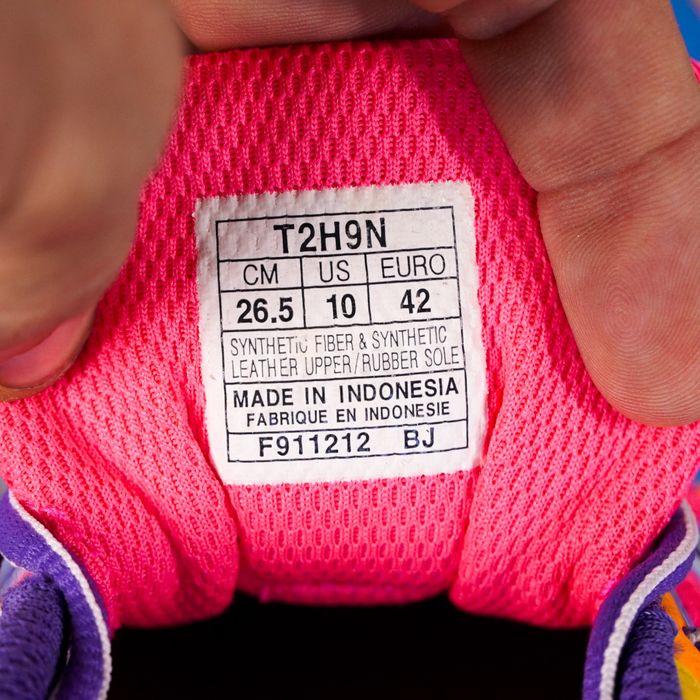 T2H9N
CM US EURO
26.5 10 42
SYNTHETIC FIBER & SYNTHETIC
LEATHER UPPER/RUBBER SOLE
MADE IN INDONESIA
FABRIQUE EN INDONESIE
F911212 BJ